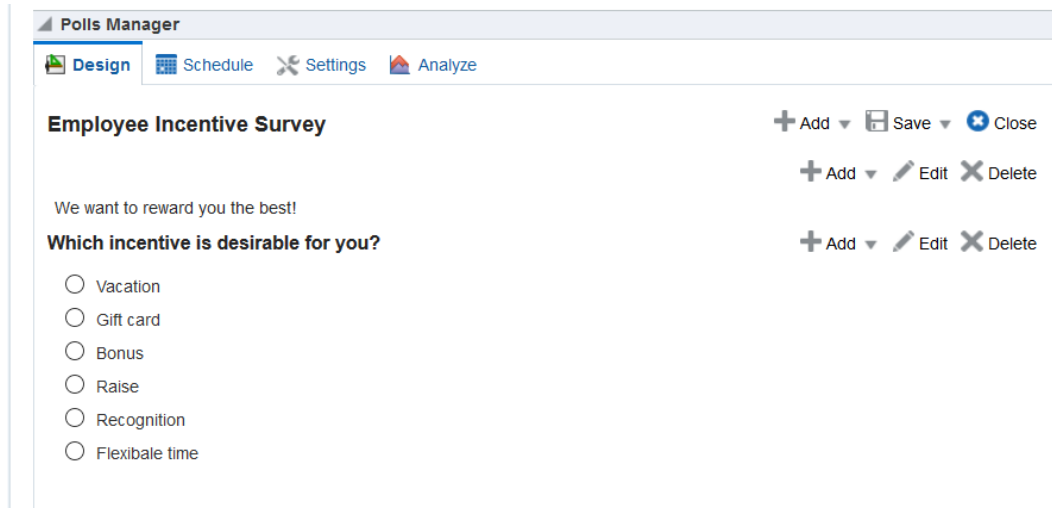 Polls Manager
Design Schedule Settings Analyze
Employee Incentive Survey Add Save Close
Add Edit Delete
We want to reward you the best!
Which incentive is desirable for you? Add Edit Delete
Vacation
Gift card
Bonus
Raise
Recognition
Flexibale time